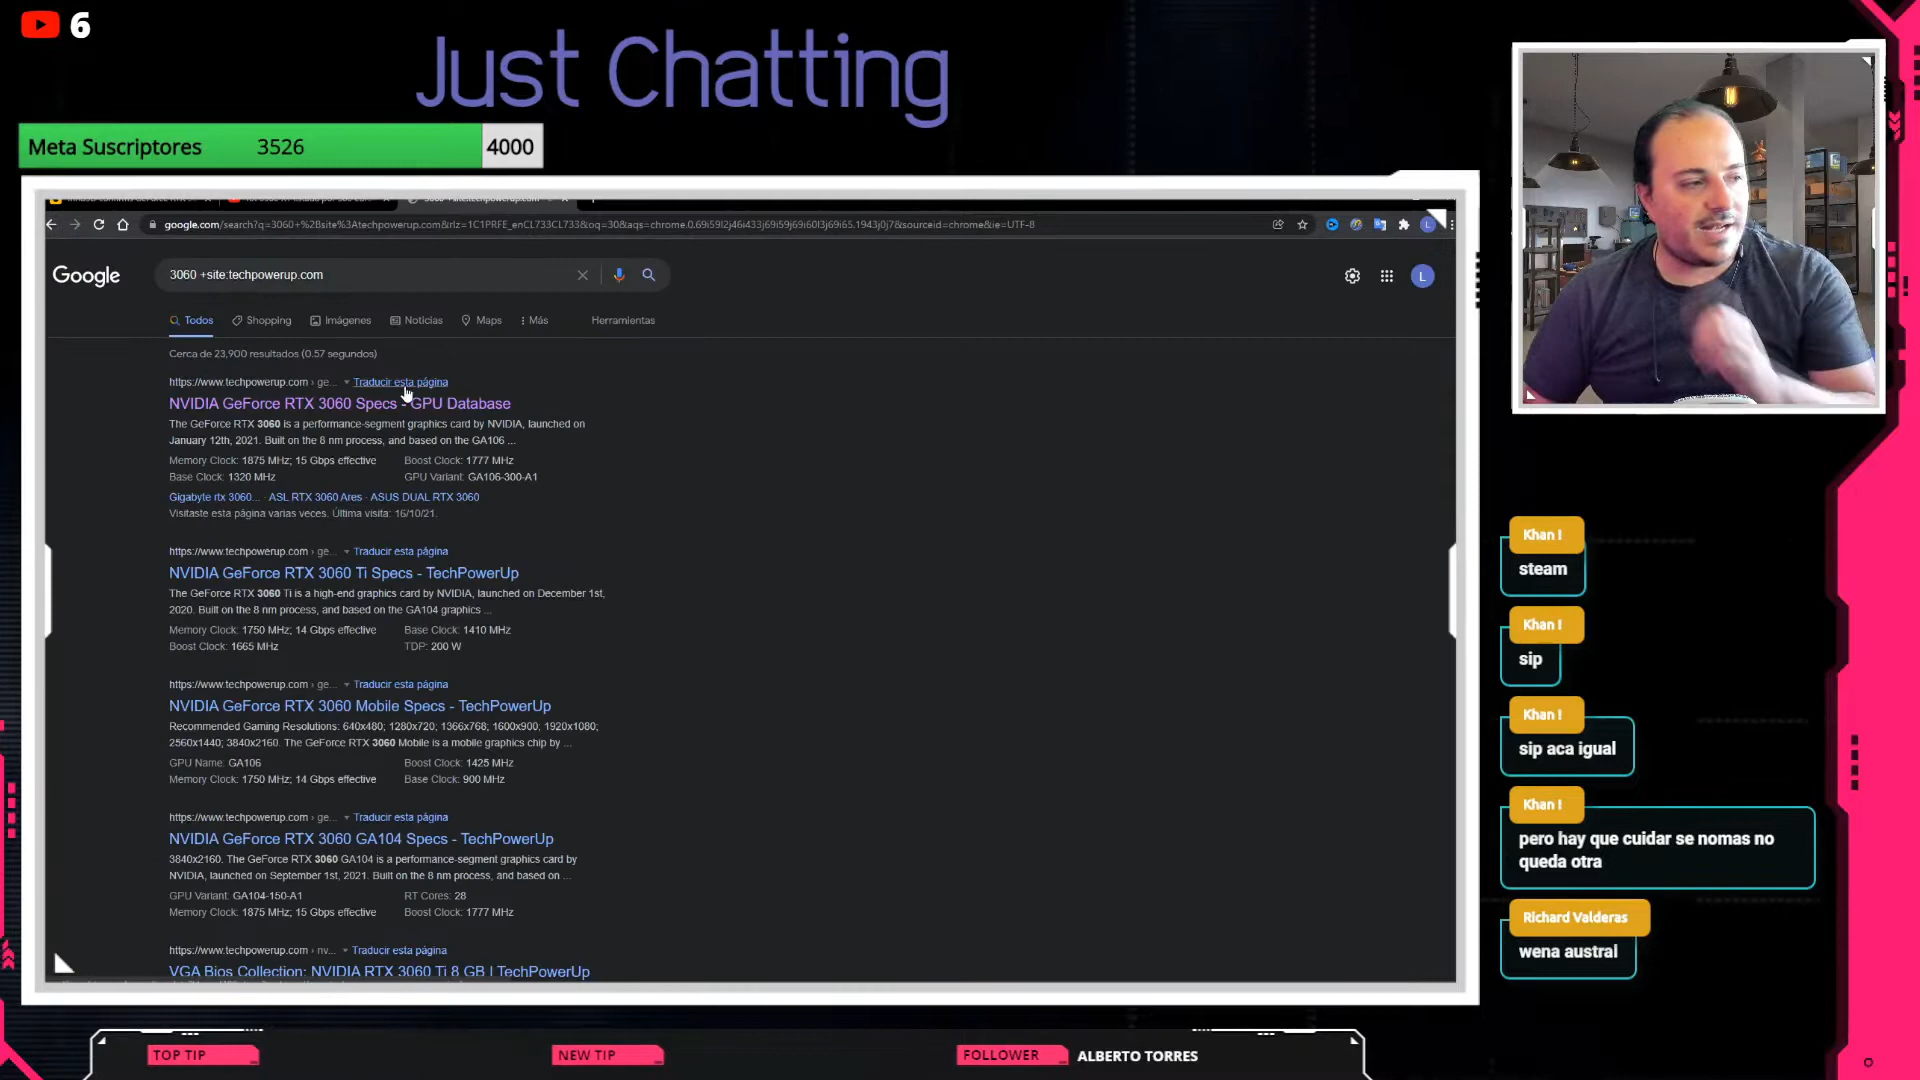 6
Just Chatting
Meta Suscriptores 3526 4000
google.com/search?q=3060+%2Bsite%3Atechpowerup.com&rlz=1C1PRFE_enCL733CL733&oq=30&aqs=chrome.0.69i59l2j46i433j69i59j69i60l3j69i65.1943j0j7&sourceid=chrome&ie=UTF-8
Google
3060 +site:techpowerup.com
L
Todos Shopping Imágenes Noticias Maps Más Herramientas
Cerca de 23,900 resultados (0.57 segundos)
https://www.techpowerup.com › ge... Traducir esta página
NVIDIA GeForce RTX 3060 Specs - GPU Database
The GeForce RTX 3060 is a performance-segment graphics card by NVIDIA, launched on
January 12th, 2021. Built on the 8 nm process, and based on the GA106 ...
Memory Clock: 1875 MHz; 15 Gbps effective Boost Clock: 1777 MHz
Base Clock: 1320 MHz GPU Variant: GA106-300-A1
Gigabyte rtx 3060... · ASL RTX 3060 Ares · ASUS DUAL RTX 3060
Visitaste esta página varias veces. Última visita: 16/10/21.
https://www.techpowerup.com › ge... Traducir esta página
NVIDIA GeForce RTX 3060 Ti Specs - TechPowerUp
The GeForce RTX 3060 Ti is a high-end graphics card by NVIDIA, launched on December 1st,
2020. Built on the 8 nm process, and based on the GA104 graphics ...
Memory Clock: 1750 MHz; 14 Gbps effective Base Clock: 1410 MHz
Boost Clock: 1665 MHz TDP: 200 W
https://www.techpowerup.com › ge... Traducir esta página
NVIDIA GeForce RTX 3060 Mobile Specs - TechPowerUp
Recommended Gaming Resolutions: 640x480; 1280x720; 1366x768; 1600x900; 1920x1080;
2560x1440; 3840x2160. The GeForce RTX 3060 Mobile is a mobile graphics chip by ...
GPU Name: GA106 Boost Clock: 1425 MHz
Memory Clock: 1750 MHz; 14 Gbps effective Base Clock: 900 MHz
https://www.techpowerup.com › ge... Traducir esta página
NVIDIA GeForce RTX 3060 GA104 Specs - TechPowerUp
3840x2160. The GeForce RTX 3060 GA104 is a performance-segment graphics card by
NVIDIA, launched on September 1st, 2021. Built on the 8 nm process, and based on ...
GPU Variant: GA104-150-A1 RT Cores: 28
Memory Clock: 1875 MHz; 15 Gbps effective Boost Clock: 1777 MHz
https://www.techpowerup.com › nv... Traducir esta página
VGA Bios Collection: NVIDIA RTX 3060 Ti 8 GB | TechPowerUp
Khan I
steam
Khan I
sip
Khan I
sip aca igual
Khan I
pero hay que cuidar se nomas no
queda otra
Richard Valderas
wena austral
TOP TIP
NEW TIP
FOLLOWER ALBERTO TORRES